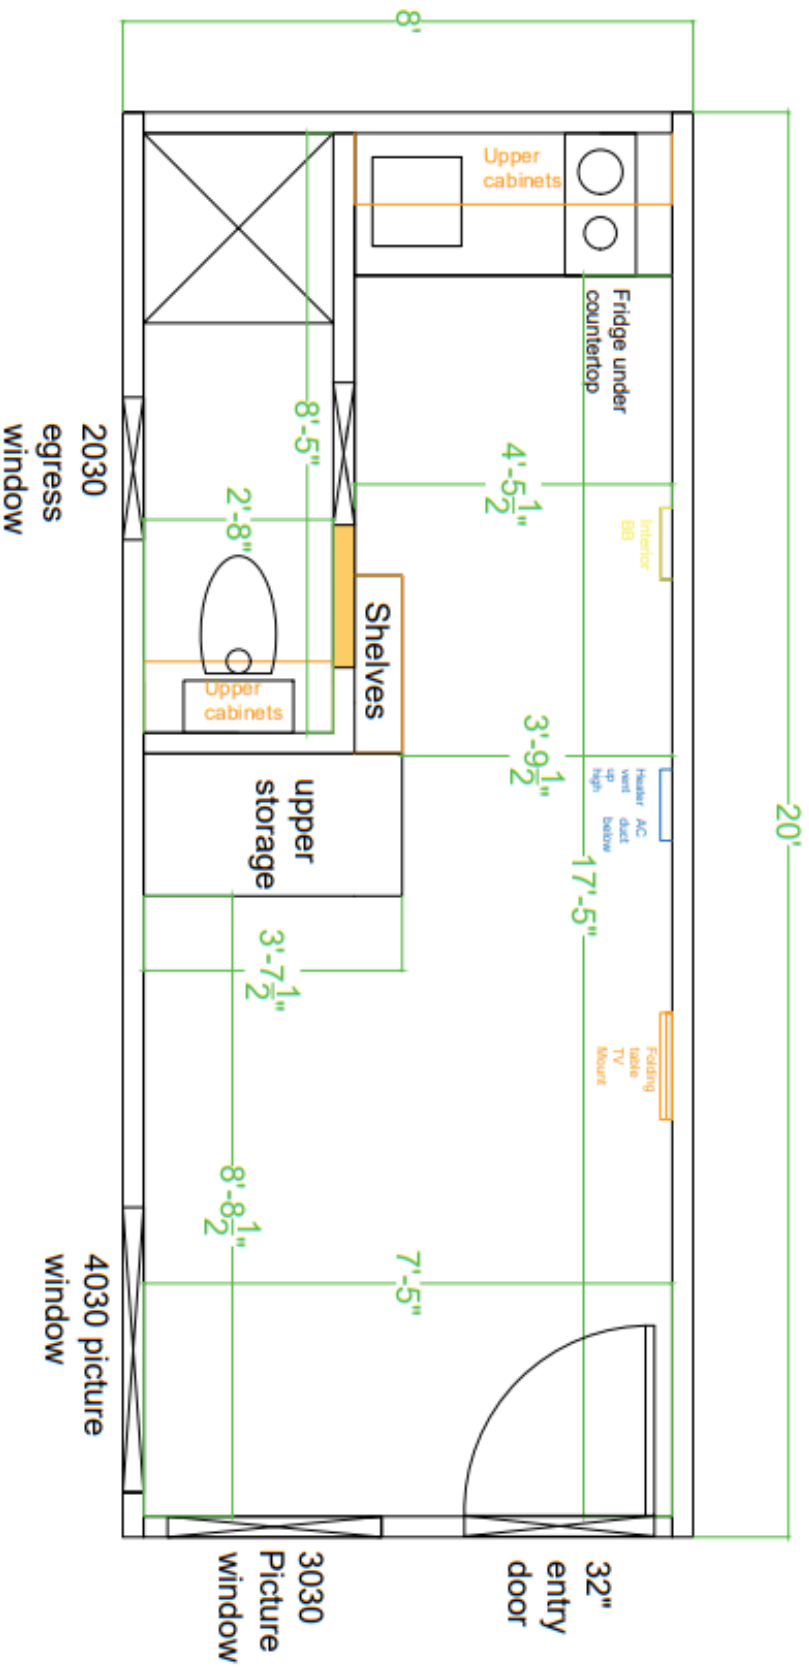 8'
Upper
cabinets
Fridge under
countertop
8'-5"
4'-5 1/2"
2030
egress
window
2'-8"
Interior
BB
Shelves
Upper
cabinets
3'-9 1/2"
Heater AC
vent duct
up below
high
20'
upper
storage
17'-5"
3'-7 1/2"
Folding
table
TV
Mount
8'-8 1/2"
7'-5"
4030 picture
window
3030
Picture
window
32"
entry
door